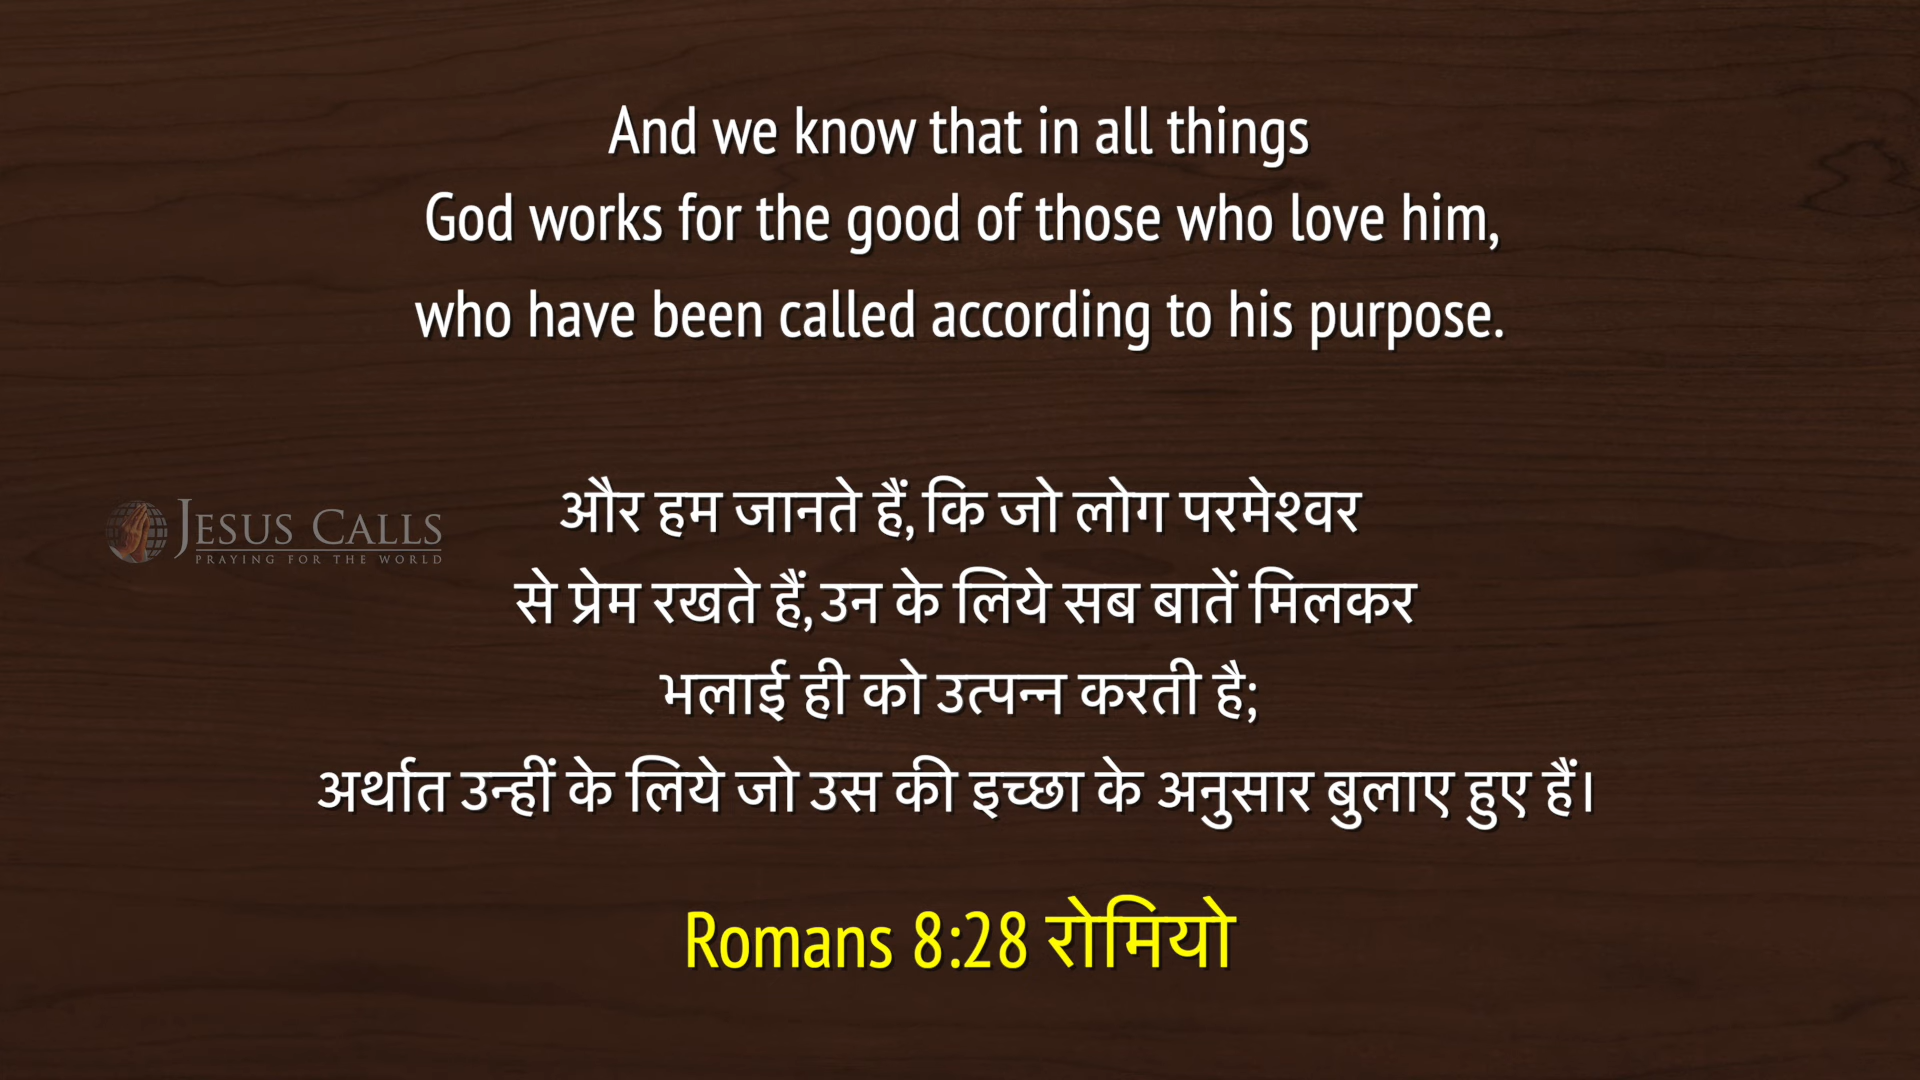 And we know that in all things
God works for the good of those who love him,
who have been called according to his purpose.
और हम जानते हैं, कि जो लोग परमेश्वर
JESUS CALLS
PRAYING FOR THE WORLD
से प्रेम रखते हैं, उन के लिये सब बातें मिलकर
भलाई ही को उत्पन्न करती है;
अर्थात उन्हीं के लिये जो उस की इच्छा के अनुसार बुलाए हुए हैं।
Romans 8:28 रोमियो